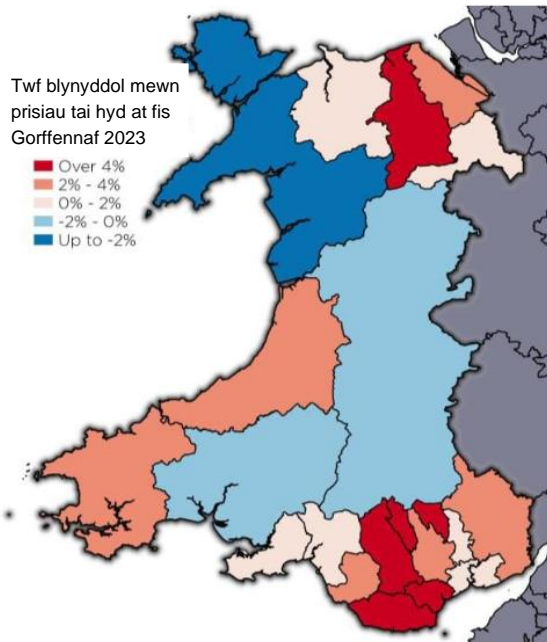 Twf blynyddol mewn
prisiau tai hyd at fis
Gorffennaf 2023
Over 4%
2% - 4%
0% - 2%
-2% - 0%
Up to -2%